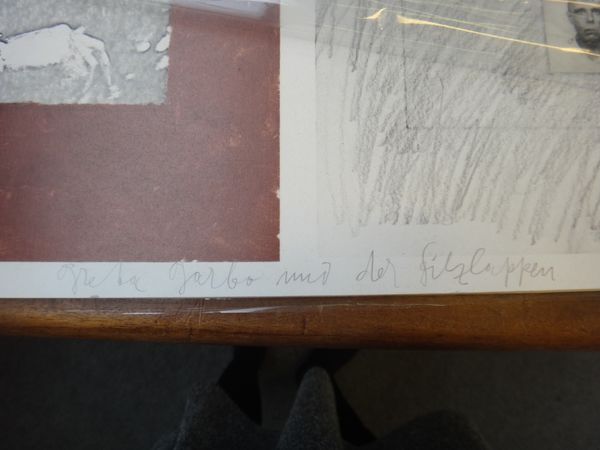 Greta Garbo und der Filzlappen